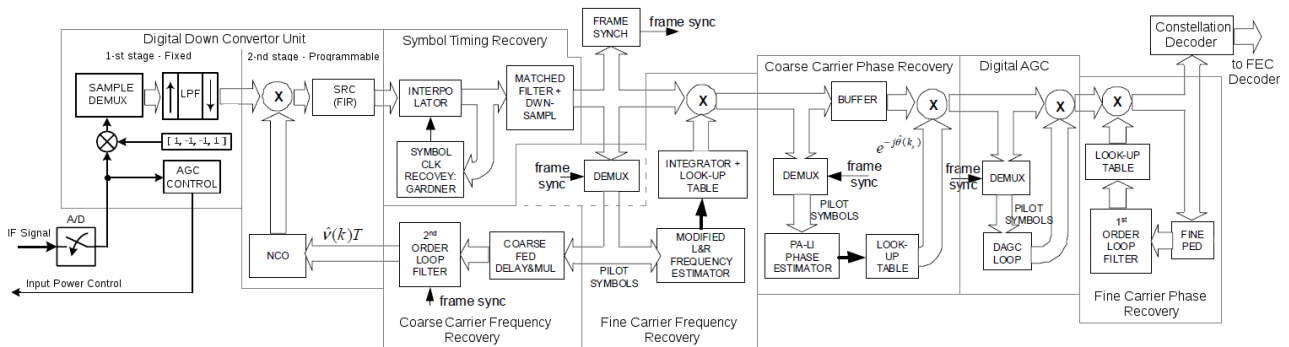 Digital Down Convertor Unit
1-st stage - Fixed
2-nd stage - Programmable
SAMPLE
DEMUX
LPF
X
SRC
(FIR)
[ 1, -1, -1, 1 ]
AGC
CONTROL
A/D
IF Signal
Input Power Control
NCO
Symbol Timing Recovery
INTERPO
LATOR
MATCHED
FILTER +
DWN-
SAMPL
SYMBOL
CLK
RECOVEY:
GARDNER
FRAME
SYNCH
frame sync
frame
sync
DEMUX
X
INTEGRATOR +
LOOK-UP
TABLE
MODIFIED
L&R FREQUENCY
ESTIMATOR
PILOT
SYMBOLS
COARSE
FED
DELAY&MUL
2nd
ORDER
LOOP
FILTER
frame sync
v̂(k)T
Coarse Carrier Frequency
Recovery
Fine Carrier Frequency
Recovery
Coarse Carrier Phase Recovery
BUFFER
X
e^{-jθ̂(k_s)}
DEMUX
frame
sync
PILOT
SYMBOLS
PA-LI
PHASE
ESTIMATOR
LOOK-
UP
TABLE
Digital AGC
X
frame
sync
DEMUX
PILOT
SYMBOLS
DAGC
LOOP
Constellation
Decoder
to FEC
Decoder
X
LOOK-UP
TABLE
1st
ORDER
LOOP
FILTER
FINE
PED
Fine Carrier Phase
Recovery